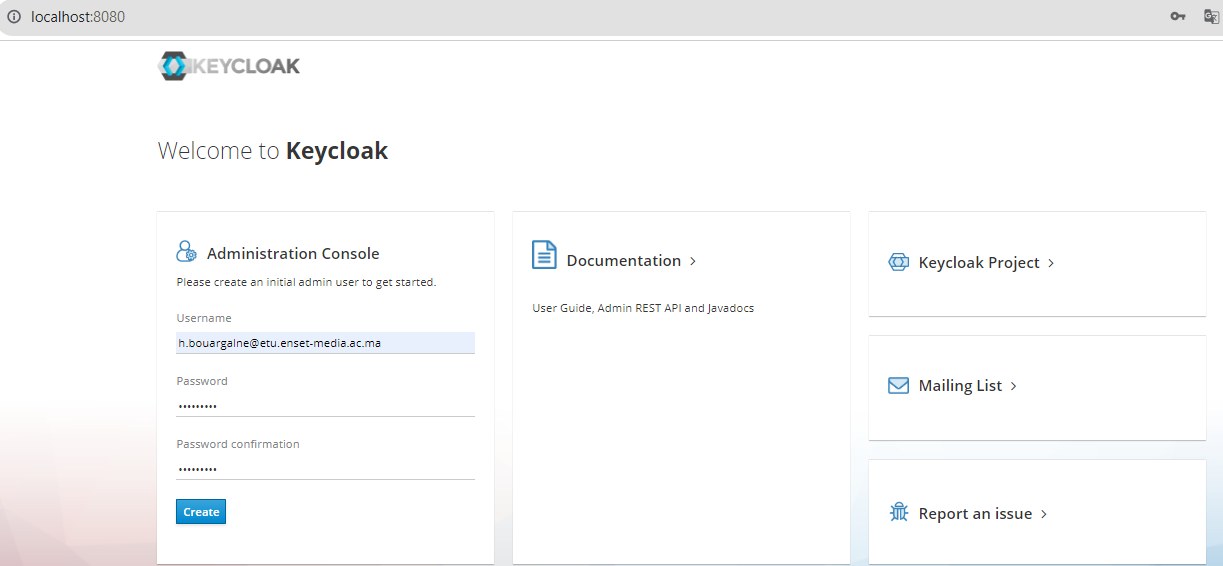 localhost:8080
KEYCLOAK
Welcome to Keycloak
Administration Console
Please create an initial admin user to get started.
Username
h.bouargalne@etu.enset-media.ac.ma
Password
•••••••••
Password confirmation
•••••••••
Create
Documentation >
User Guide, Admin REST API and Javadocs
Keycloak Project >
Mailing List >
Report an issue >